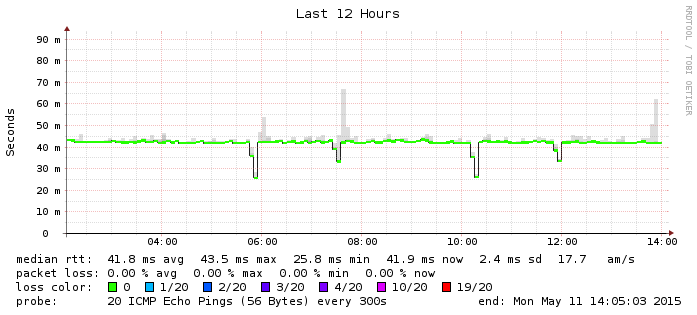 Last 12 Hours
RRDTOOL / TOBI OETIKER
Seconds
90 m
80 m
70 m
60 m
50 m
40 m
30 m
20 m
10 m
0
04:00 06:00 08:00 10:00 12:00 14:00
median rtt: 41.8 ms avg 43.5 ms max 25.8 ms min 41.9 ms now 2.4 ms sd 17.7 am/s
packet loss: 0.00 % avg 0.00 % max 0.00 % min 0.00 % now
loss color: 0 1/20 2/20 3/20 4/20 10/20 19/20
probe: 20 ICMP Echo Pings (56 Bytes) every 300s end: Mon May 11 14:05:03 2015